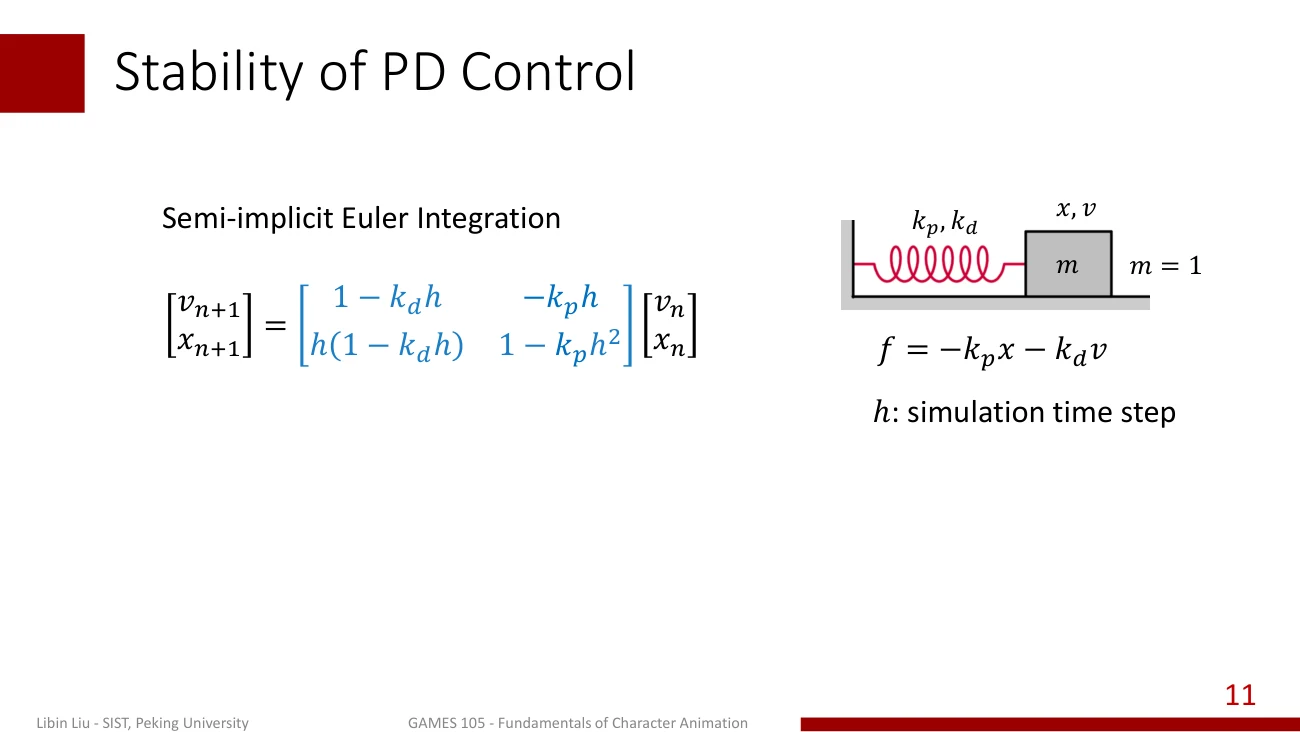 Stability of PD Control
Semi-implicit Euler Integration
[v_{n+1}; x_{n+1}] = [1 − k_d h, −k_p h; h(1 − k_d h), 1 − k_p h²] [v_n; x_n]
k_p, k_d
x, v
m
m = 1
f = −k_p x − k_d v
h: simulation time step
11
Libin Liu - SIST, Peking University
GAMES 105 - Fundamentals of Character Animation